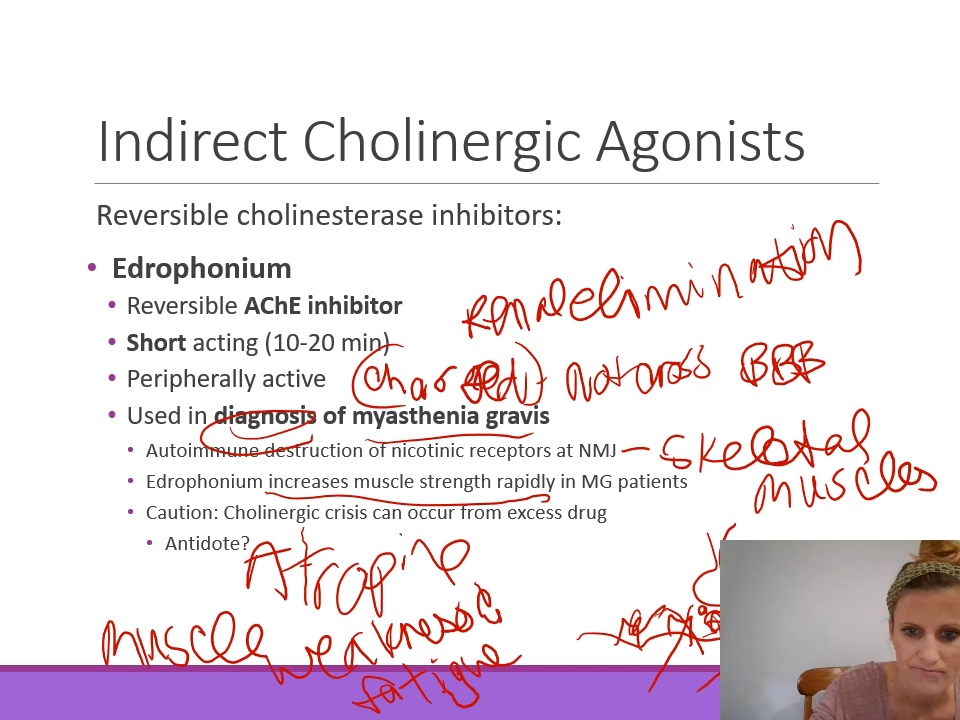 Indirect Cholinergic Agonists
Reversible cholinesterase inhibitors:
• Edrophonium
renal elimination
• Reversible AChE inhibitor
• Short acting (10-20 min)
• Peripherally active
(charged) - not cross BBB
• Used in diagnosis of myasthenia gravis
• Autoimmune destruction of nicotinic receptors at NMJ – skeletal muscles
• Edrophonium increases muscle strength rapidly in MG patients
• Caution: Cholinergic crisis can occur from excess drug
• Antidote?
Atropine
muscle weakness &
fatigue